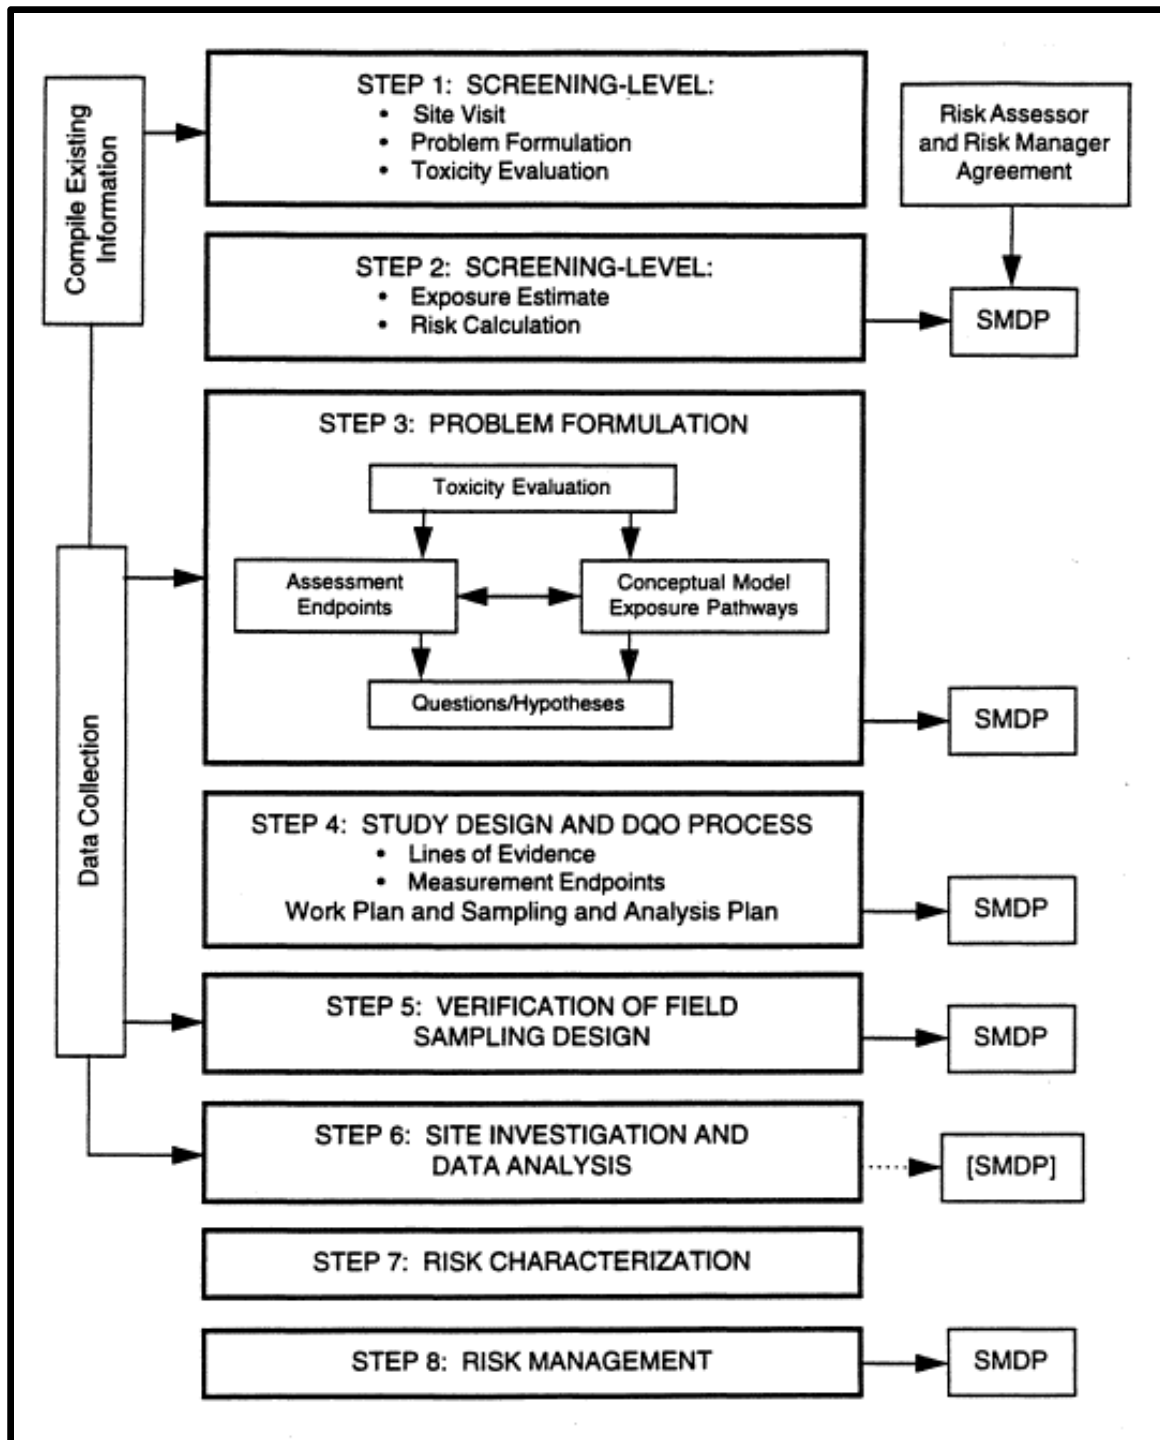 STEP 1: SCREENING-LEVEL:
• Site Visit
• Problem Formulation
• Toxicity Evaluation
Compile Existing
Information
Risk Assessor
and Risk Manager
Agreement
STEP 2: SCREENING-LEVEL:
• Exposure Estimate
• Risk Calculation
SMDP
STEP 3: PROBLEM FORMULATION
Toxicity Evaluation
Assessment
Endpoints
Conceptual Model
Exposure Pathways
Questions/Hypotheses
SMDP
Data Collection
STEP 4: STUDY DESIGN AND DQO PROCESS
• Lines of Evidence
• Measurement Endpoints
Work Plan and Sampling and Analysis Plan
SMDP
STEP 5: VERIFICATION OF FIELD
SAMPLING DESIGN
SMDP
STEP 6: SITE INVESTIGATION AND
DATA ANALYSIS
[SMDP]
STEP 7: RISK CHARACTERIZATION
STEP 8: RISK MANAGEMENT
SMDP